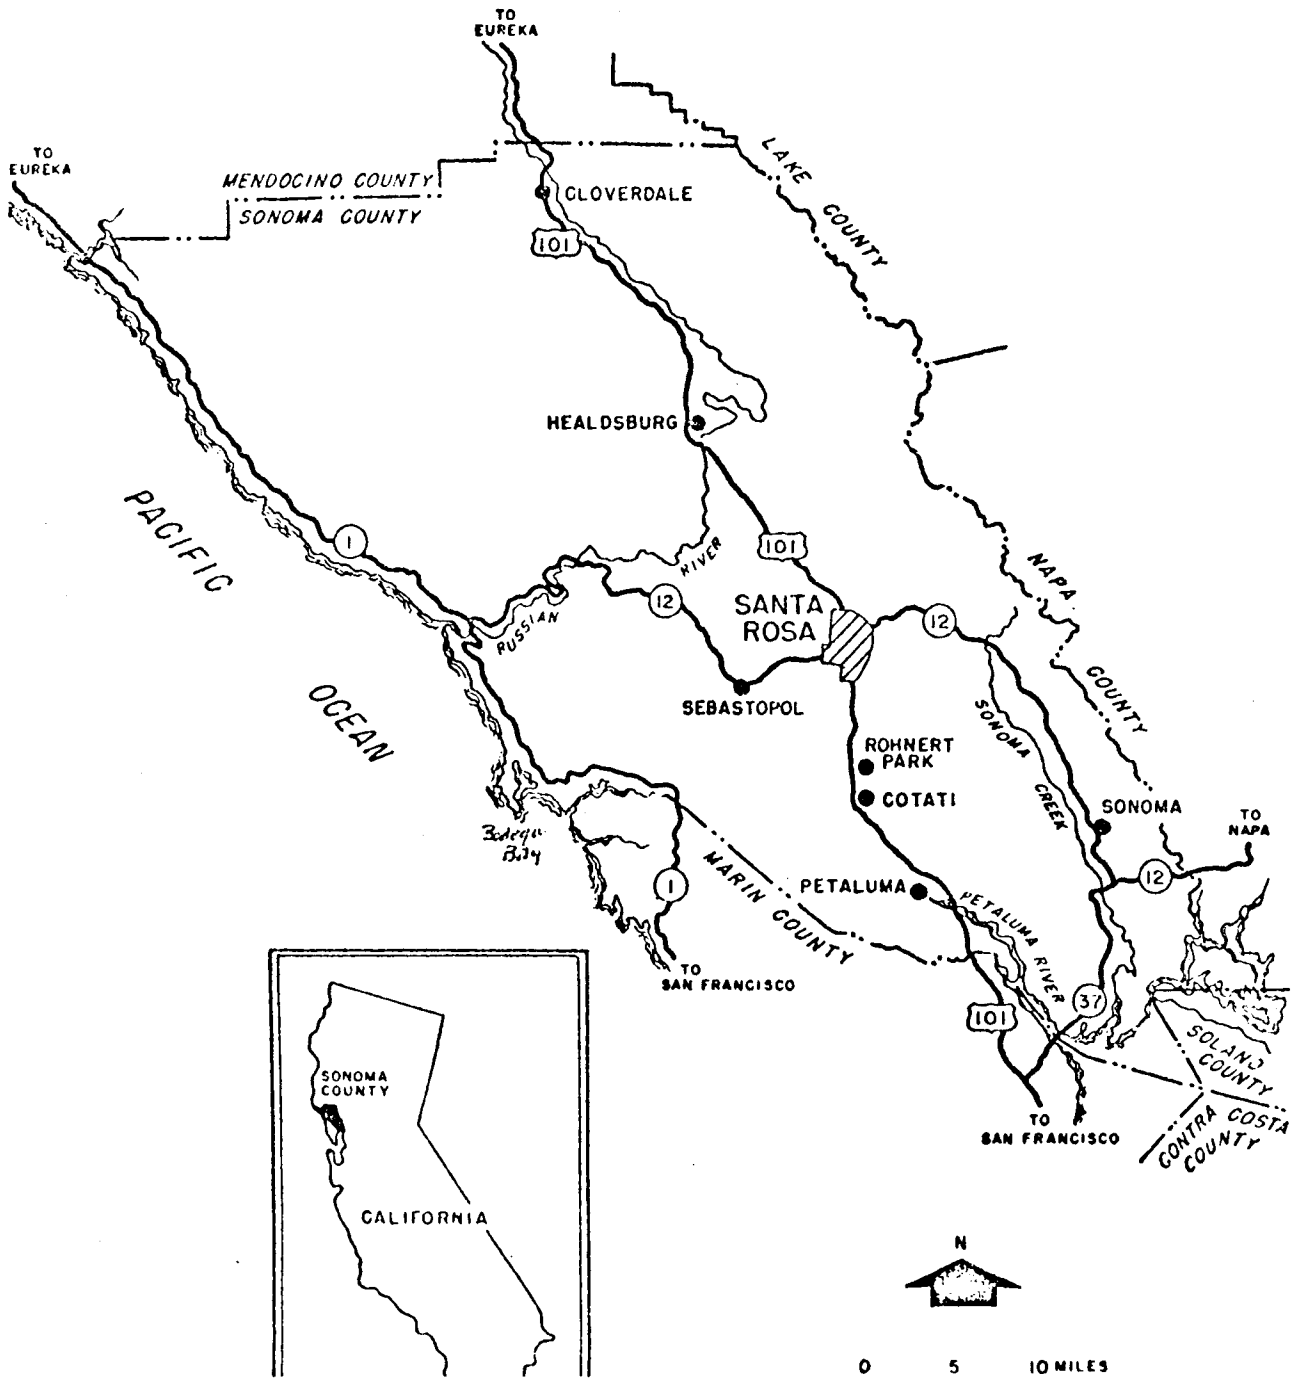 TO
EUREKA
TO
EUREKA
LAKE COUNTY
MENDOCINO COUNTY
SONOMA COUNTY
CLOVERDALE
101
HEALDSBURG
PACIFIC
OCEAN
1
101
RIVER
NAPA
COUNTY
12
SANTA
ROSA
12
RUSSIAN
SEBASTOPOL
SONOMA
CREEK
ROHNERT
PARK
COTATI
SONOMA
TO
NAPA
Bodega
Bay
MARIN COUNTY
1
PETALUMA
PETALUMA RIVER
12
TO
SAN FRANCISCO
37
101
SOLANO
COUNTY
TO
SAN FRANCISCO
CONTRA COSTA
COUNTY
SONOMA
COUNTY
CALIFORNIA
N
0 5 10 MILES